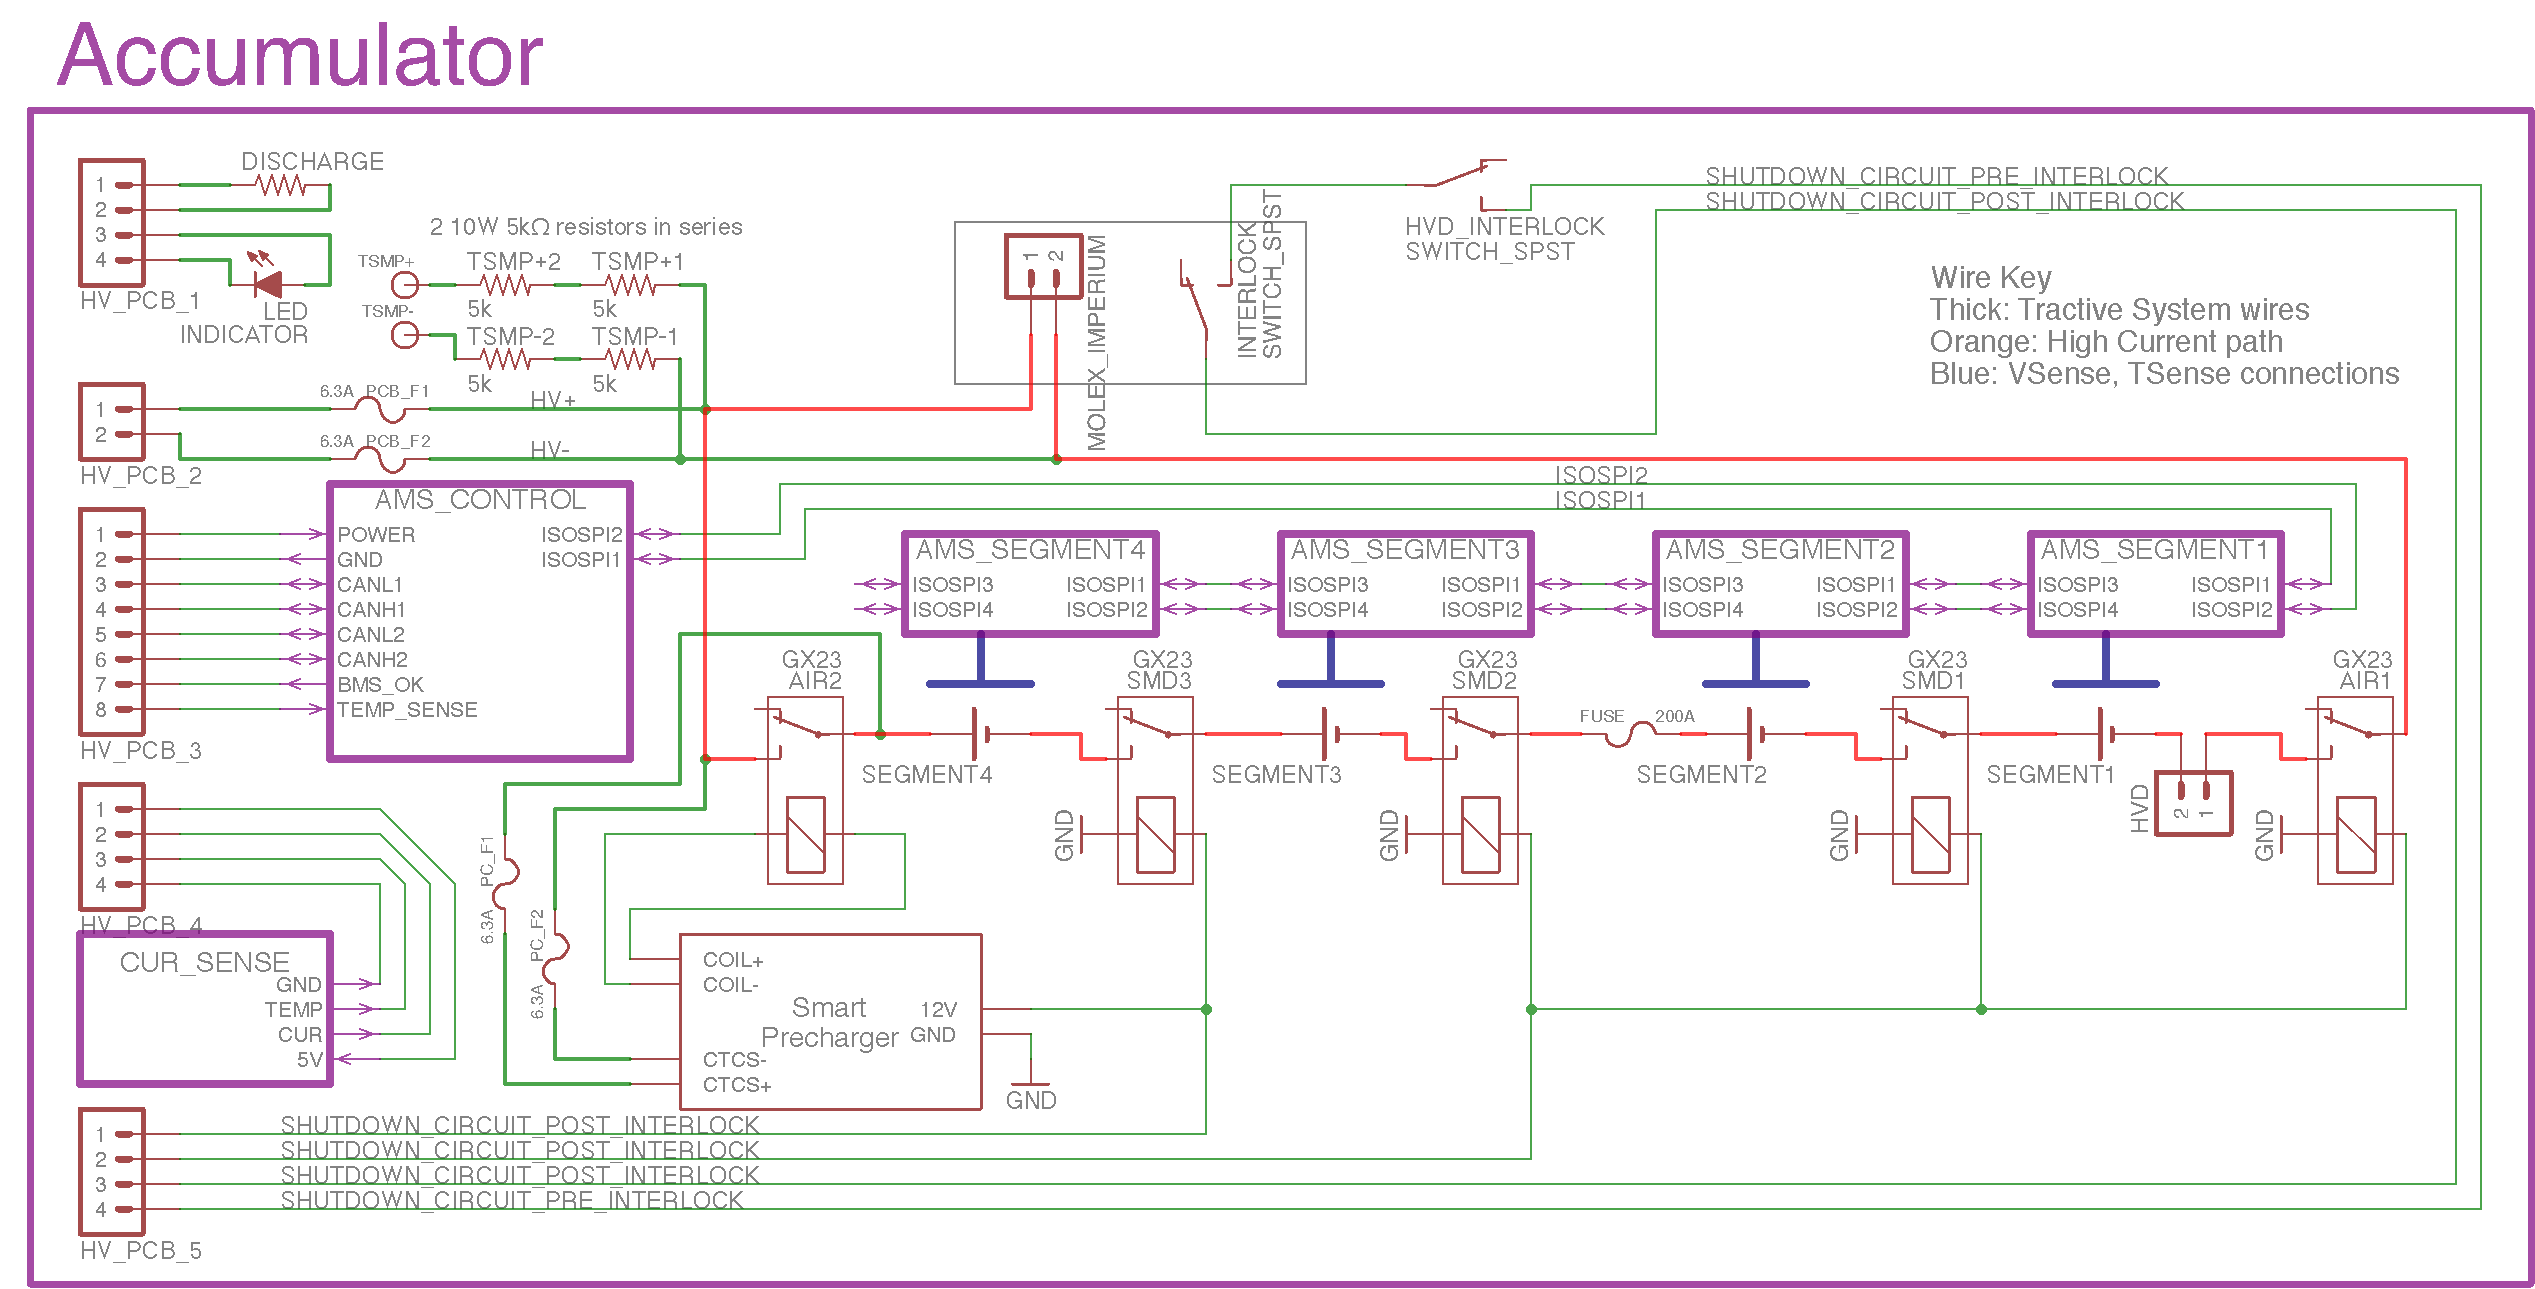 Accumulator
DISCHARGE
1
2
3
4
HV_PCB_1
LED
INDICATOR
2 10W 5kΩ resistors in series
TSMP+
TSMP+2
TSMP+1
5k
5k
TSMP-
TSMP-2
TSMP-1
5k
5k
1
2
HV_PCB_2
6.3A PCB_F1
HV+
6.3A PCB_F2
HV-
1
2
MOLEX_IMPERIUM
INTERLOCK
SWITCH_SPST
HVD_INTERLOCK
SWITCH_SPST
SHUTDOWN_CIRCUIT_PRE_INTERLOCK
SHUTDOWN_CIRCUIT_POST_INTERLOCK
Wire Key
Thick: Tractive System wires
Orange: High Current path
Blue: VSense, TSense connections
ISOSPI2
ISOSPI1
1
2
3
4
5
6
7
8
HV_PCB_3
AMS_CONTROL
POWER
GND
CANL1
CANH1
CANL2
CANH2
BMS_OK
TEMP_SENSE
ISOSPI2
ISOSPI1
AMS_SEGMENT4
ISOSPI3 ISOSPI1
ISOSPI4 ISOSPI2
AMS_SEGMENT3
ISOSPI3 ISOSPI1
ISOSPI4 ISOSPI2
AMS_SEGMENT2
ISOSPI3 ISOSPI1
ISOSPI4 ISOSPI2
AMS_SEGMENT1
ISOSPI3 ISOSPI1
ISOSPI4 ISOSPI2
GX23
AIR2
SEGMENT4
GX23
SMD3
GND
SEGMENT3
GX23
SMD2
GND
FUSE 200A
SEGMENT2
GX23
SMD1
GND
SEGMENT1
HVD
2
1
GX23
AIR1
GND
1
2
3
4
HV_PCB_4
CUR_SENSE
GND
TEMP
CUR
5V
6.3A PC_F1
6.3A PC_F2
Smart
Precharger
COIL+
COIL-
12V
GND
CTCS-
CTCS+
GND
1
2
3
4
HV_PCB_5
SHUTDOWN_CIRCUIT_POST_INTERLOCK
SHUTDOWN_CIRCUIT_POST_INTERLOCK
SHUTDOWN_CIRCUIT_POST_INTERLOCK
SHUTDOWN_CIRCUIT_PRE_INTERLOCK